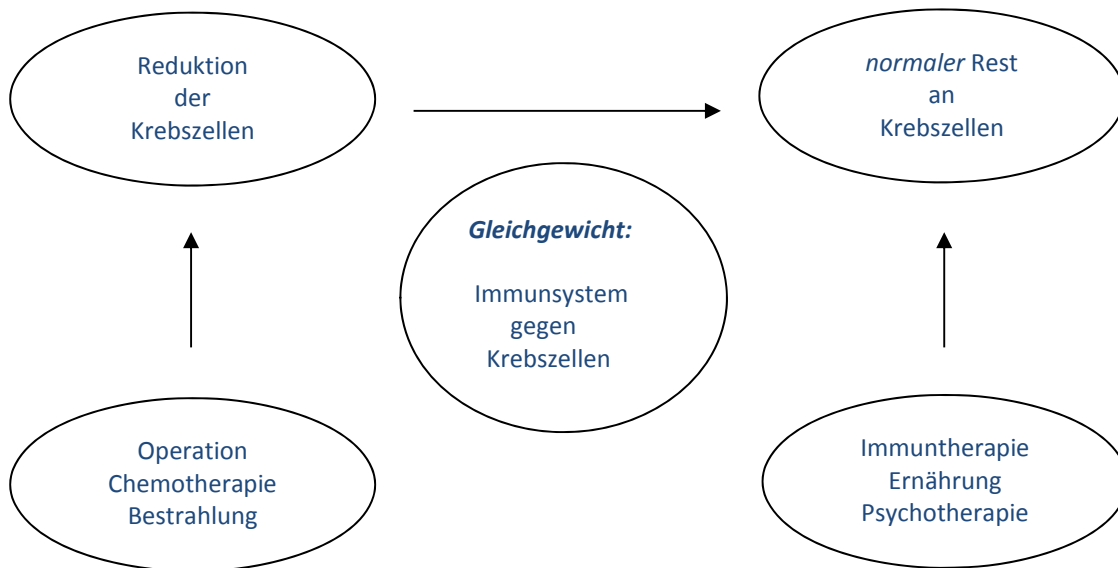 Reduktion
der
Krebszellen
normaler Rest
an
Krebszellen
Gleichgewicht:
Immunsystem
gegen
Krebszellen
Operation
Chemotherapie
Bestrahlung
Immuntherapie
Ernährung
Psychotherapie